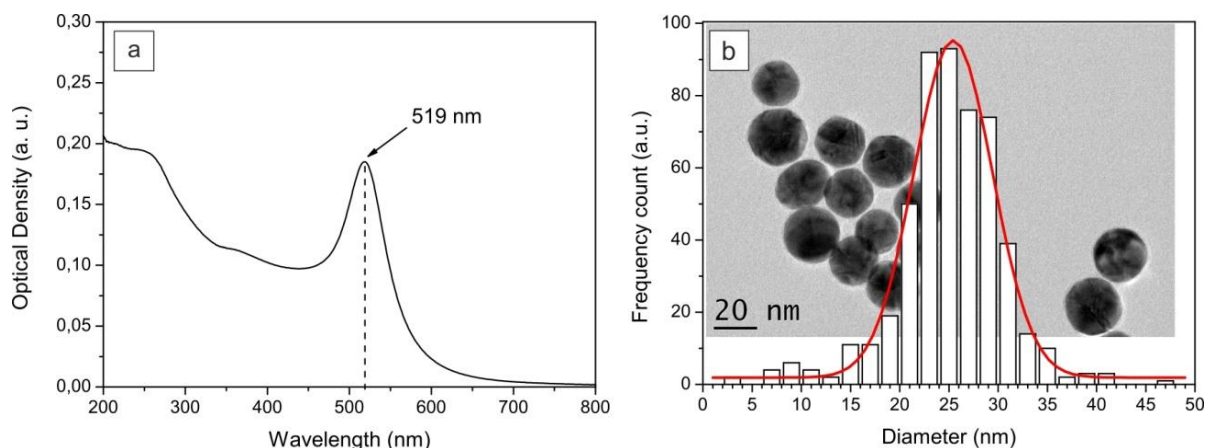 a
0,30
0,25
0,20
0,15
0,10
0,05
0,00
Optical Density (a. u.)
519 nm
200 300 400 500 600 700 800
Wavelength (nm)
b
100
80
60
40
20
0
Frequency count (a.u.)
20 nm
0 5 10 15 20 25 30 35 40 45 50
Diameter (nm)